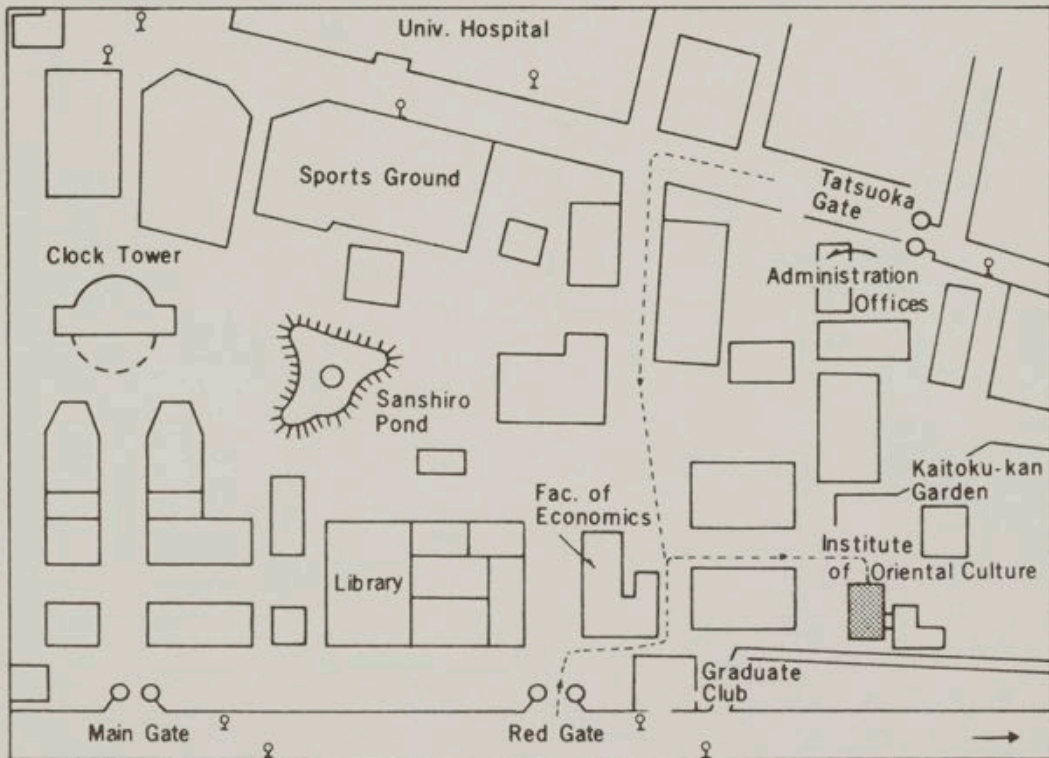 Univ. Hospital
Sports Ground
Tatsuoka
Gate
Clock Tower
Administration
Offices
Sanshiro
Pond
Kaitoku-kan
Garden
Fac. of
Economics
Institute
of Oriental Culture
Library
Graduate
Club
Main Gate
Red Gate